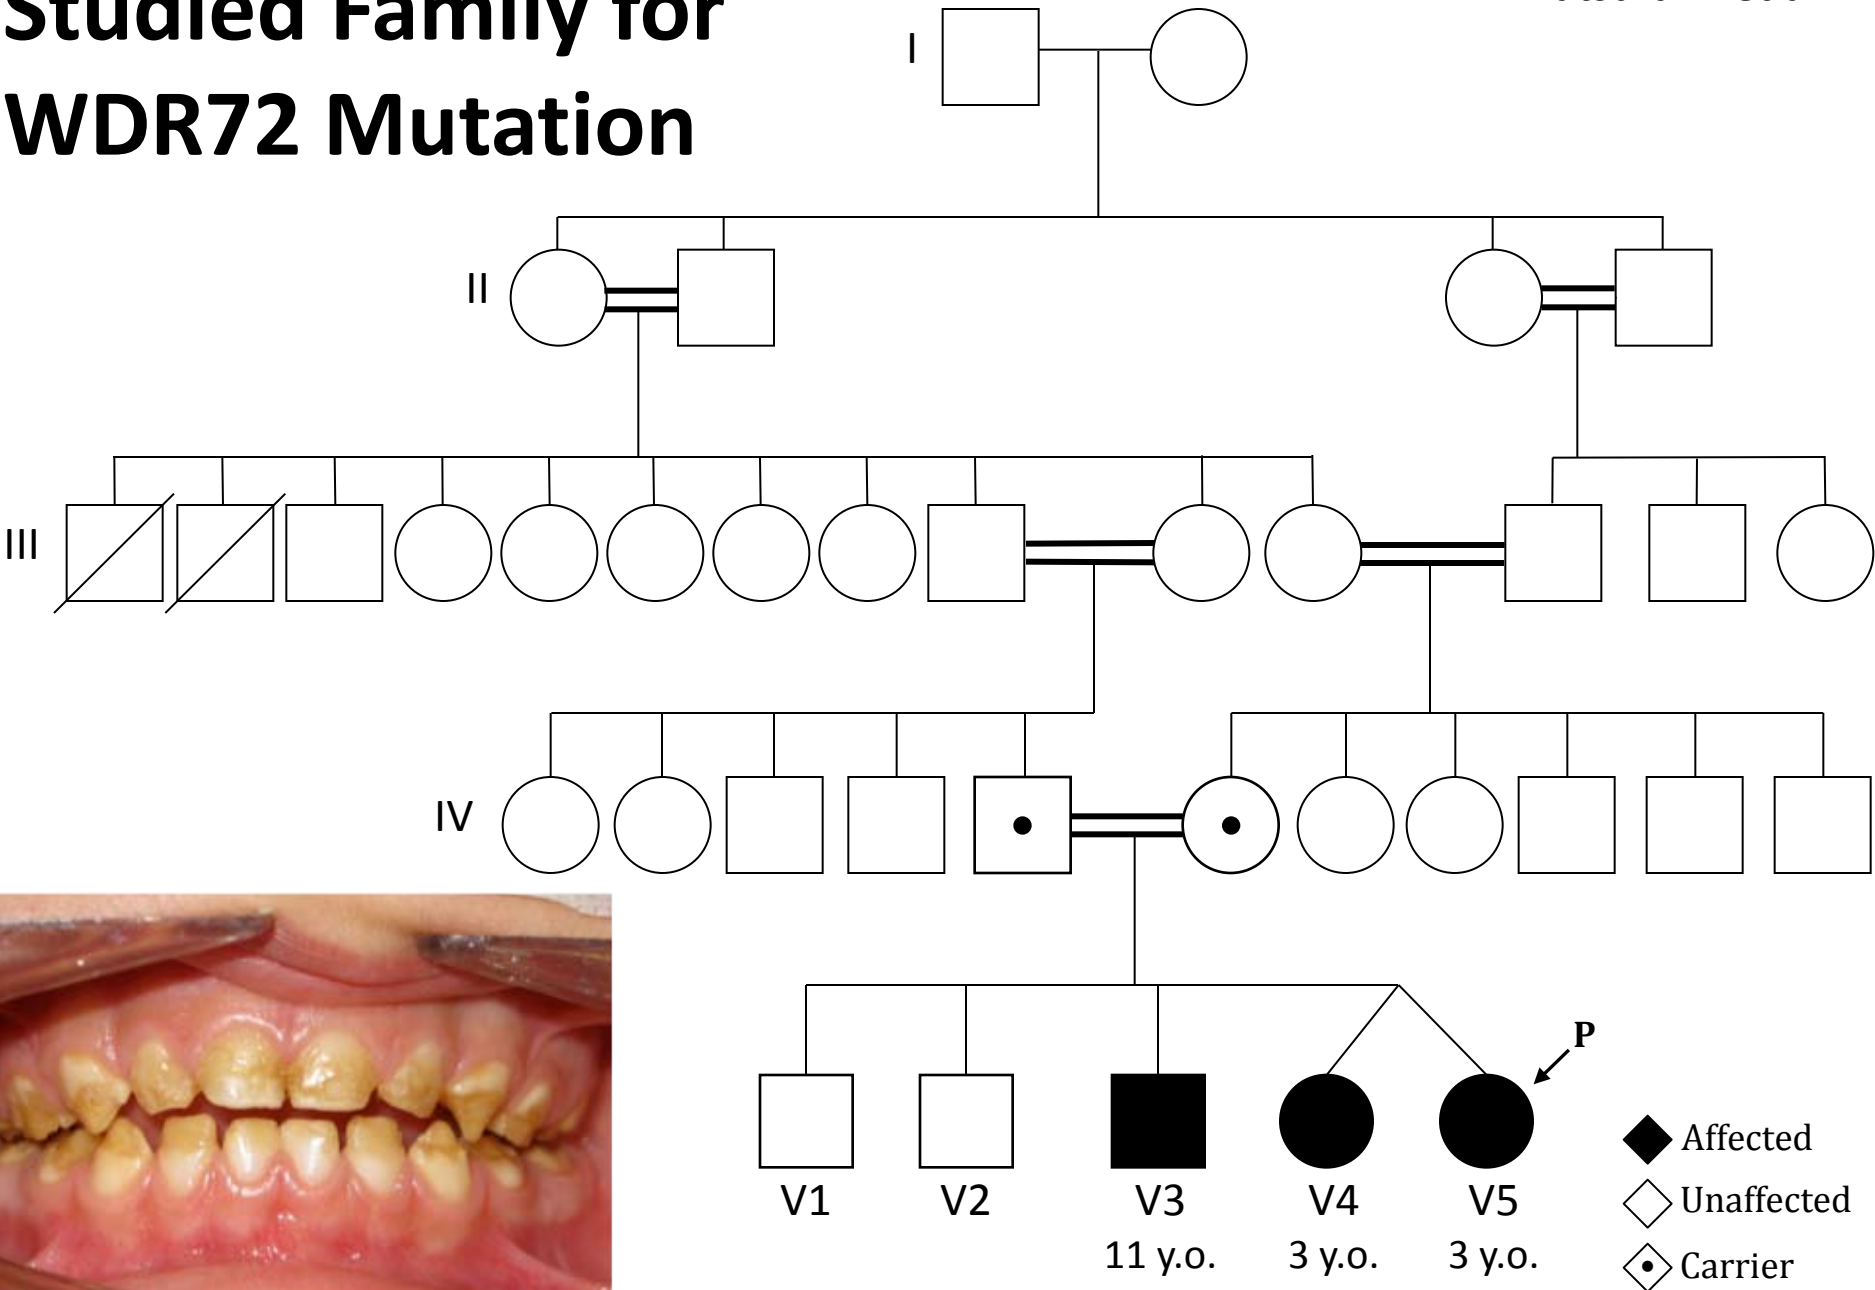 Studied Family for
WDR72 Mutation
I
II
III
IV
P
V1 V2 V3 V4 V5
11 y.o. 3 y.o. 3 y.o.
Affected
Unaffected
Carrier